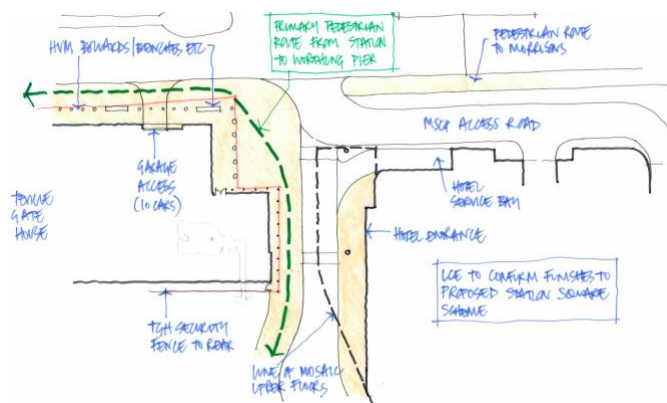 HVM BOLLARDS/BENCHES ETC
PRIMARY PEDESTRIAN
ROUTE FROM STATION
TO WORTHING PIER
PEDESTRIAN ROUTE
TO MORRISONS
MSCP ACCESS ROAD
GARAGE
ACCESS
(10 CARS)
HOTEL
SERVICE BAY
TEVILLE
GATE
HOUSE
HOTEL ENTRANCE
LCE TO CONFIRM FINISHES TO
PROPOSED STATION SQUARE
SCHEME
TGH SECURITY
FENCE TO REAR
LINE OF MOSAIC
UPPER FLOORS